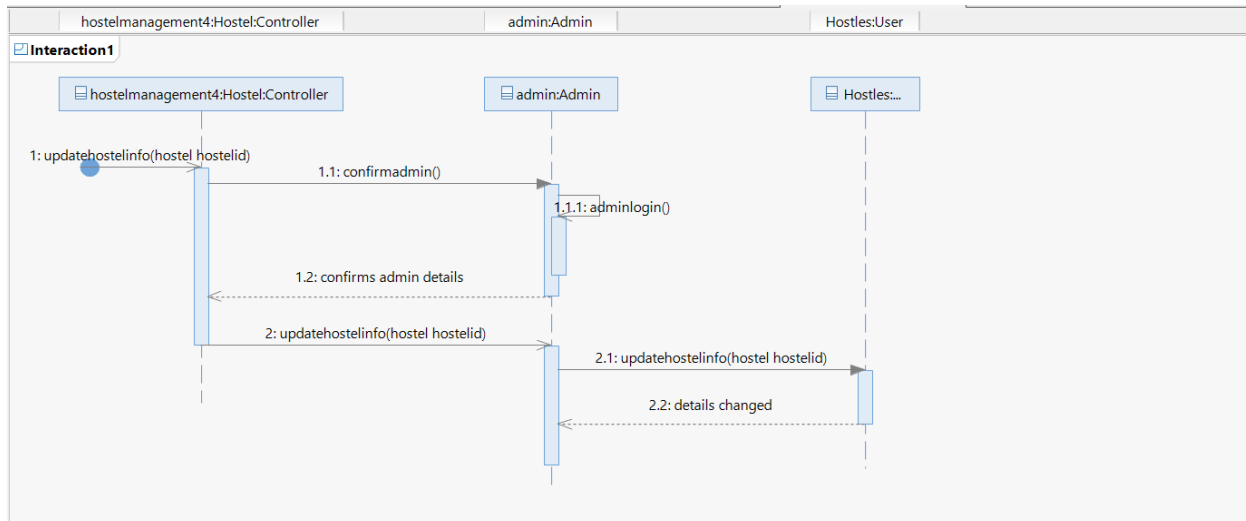 hostelmanagement4:Hostel:Controller
admin:Admin
Hostles:User
Interaction1
hostelmanagement4:Hostel:Controller
admin:Admin
Hostles:...
1: updatehostelinfo(hostel hostelid)
1.1: confirmadmin()
1.1.1: adminlogin()
1.2: confirms admin details
2: updatehostelinfo(hostel hostelid)
2.1: updatehostelinfo(hostel hostelid)
2.2: details changed